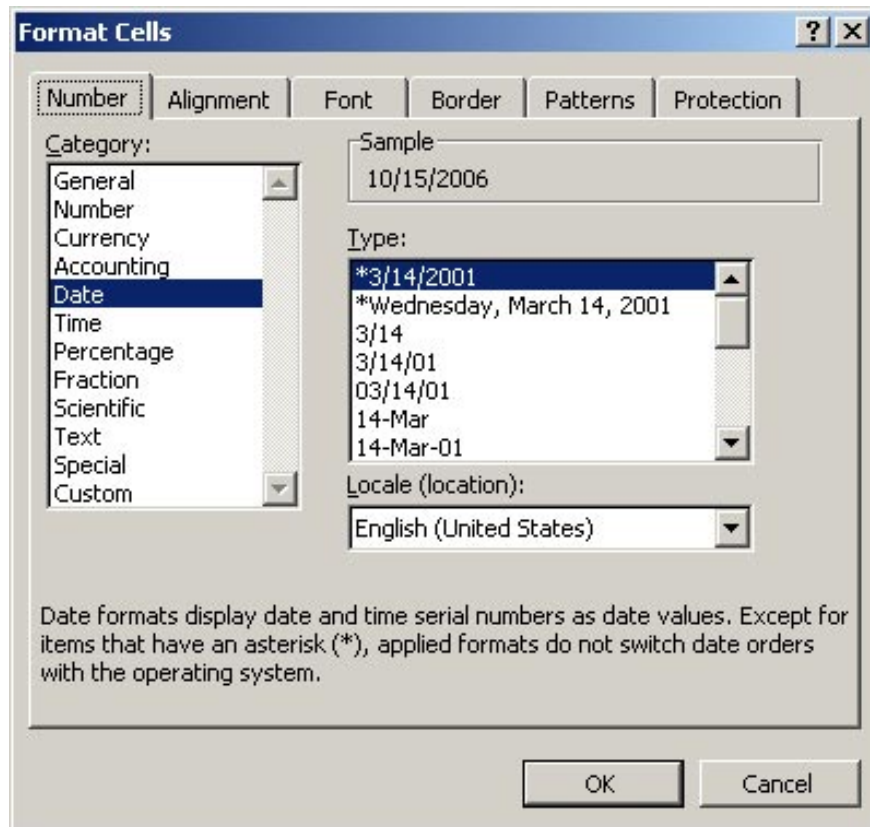 Format Cells
Number Alignment Font Border Patterns Protection
Category:
General
Number
Currency
Accounting
Date
Time
Percentage
Fraction
Scientific
Text
Special
Custom
Sample
10/15/2006
Type:
*3/14/2001
*Wednesday, March 14, 2001
3/14
3/14/01
03/14/01
14-Mar
14-Mar-01
Locale (location):
English (United States)
Date formats display date and time serial numbers as date values. Except for
items that have an asterisk (*), applied formats do not switch date orders
with the operating system.
OK Cancel